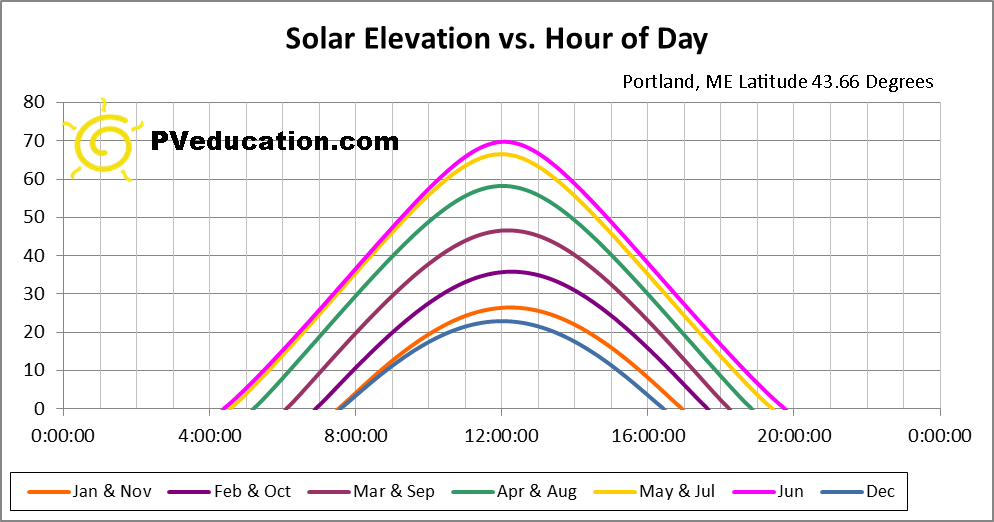 Solar Elevation vs. Hour of Day
Portland, ME Latitude 43.66 Degrees
PVeducation.com
80
70
60
50
40
30
20
10
0
0:00:00 4:00:00 8:00:00 12:00:00 16:00:00 20:00:00 0:00:00
Jan & Nov Feb & Oct Mar & Sep Apr & Aug May & Jul Jun Dec